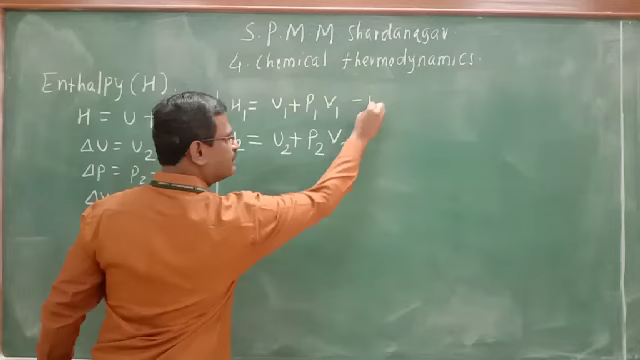 S.P.M.M Shardanagar.
4. Chemical thermodynamics.
Enthalpy (H).
H = U +
ΔU = U₂
ΔP = P₂
H₁ = U₁ + P₁ V₁ -
= U₂ + P₂ V₂